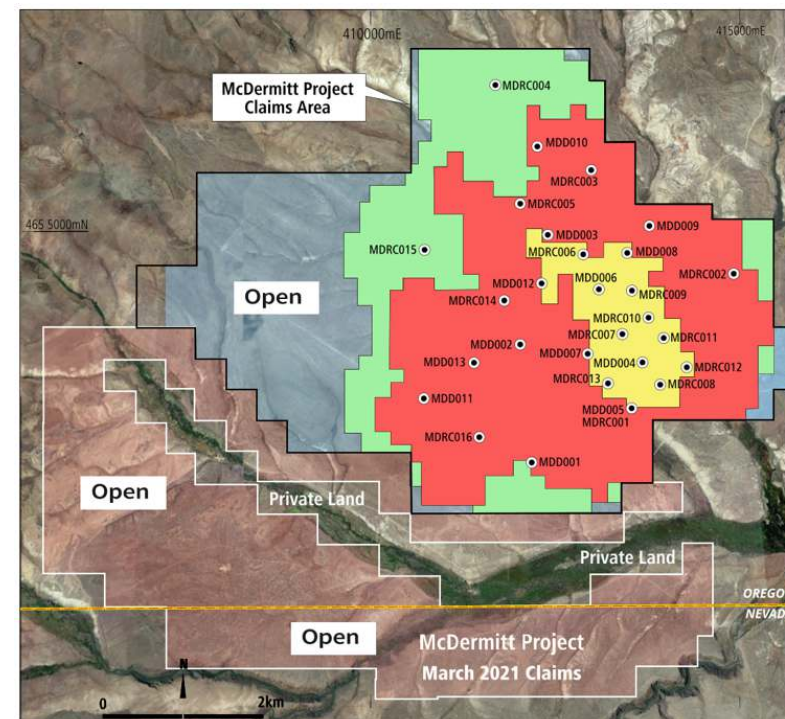 410000mE
415000mE
McDermitt Project
Claims Area
MDRC004
MDD010
MDRC003
MDRC005
465 5000mN
MDD009
MDD003
MDRC015
MDRC006
MDD008
MDRC002
MDD012
MDD006
Open
MDRC009
MDRC014
MDRC010
MDRC007
MDRC011
MDD002
MDD007
MDD013
MDD004
MDRC012
MDRC013
MDRC008
MDD011
MDD005
MDRC001
MDRC016
MDD001
Open
Private Land
Private Land
OREGO
NEVAD
Open
McDermitt Project
March 2021 Claims
N
0
2km